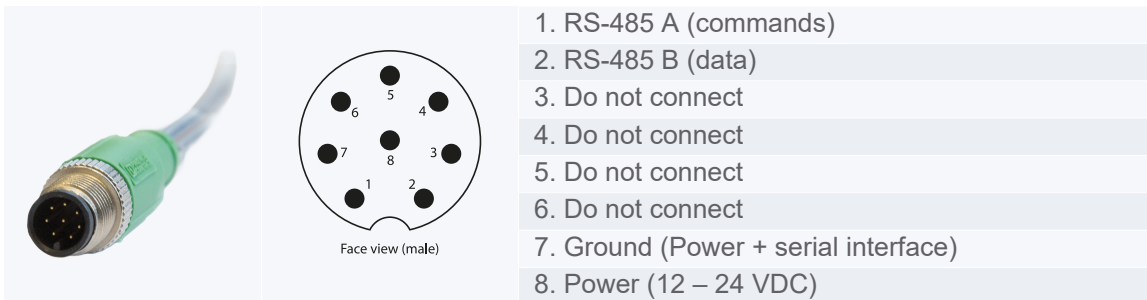 1. RS-485 A (commands)
2. RS-485 B (data)
3. Do not connect
4. Do not connect
5. Do not connect
6. Do not connect
7. Ground (Power + serial interface)
8. Power (12 – 24 VDC)
5
6
4
7
8
3
1
2
Face view (male)